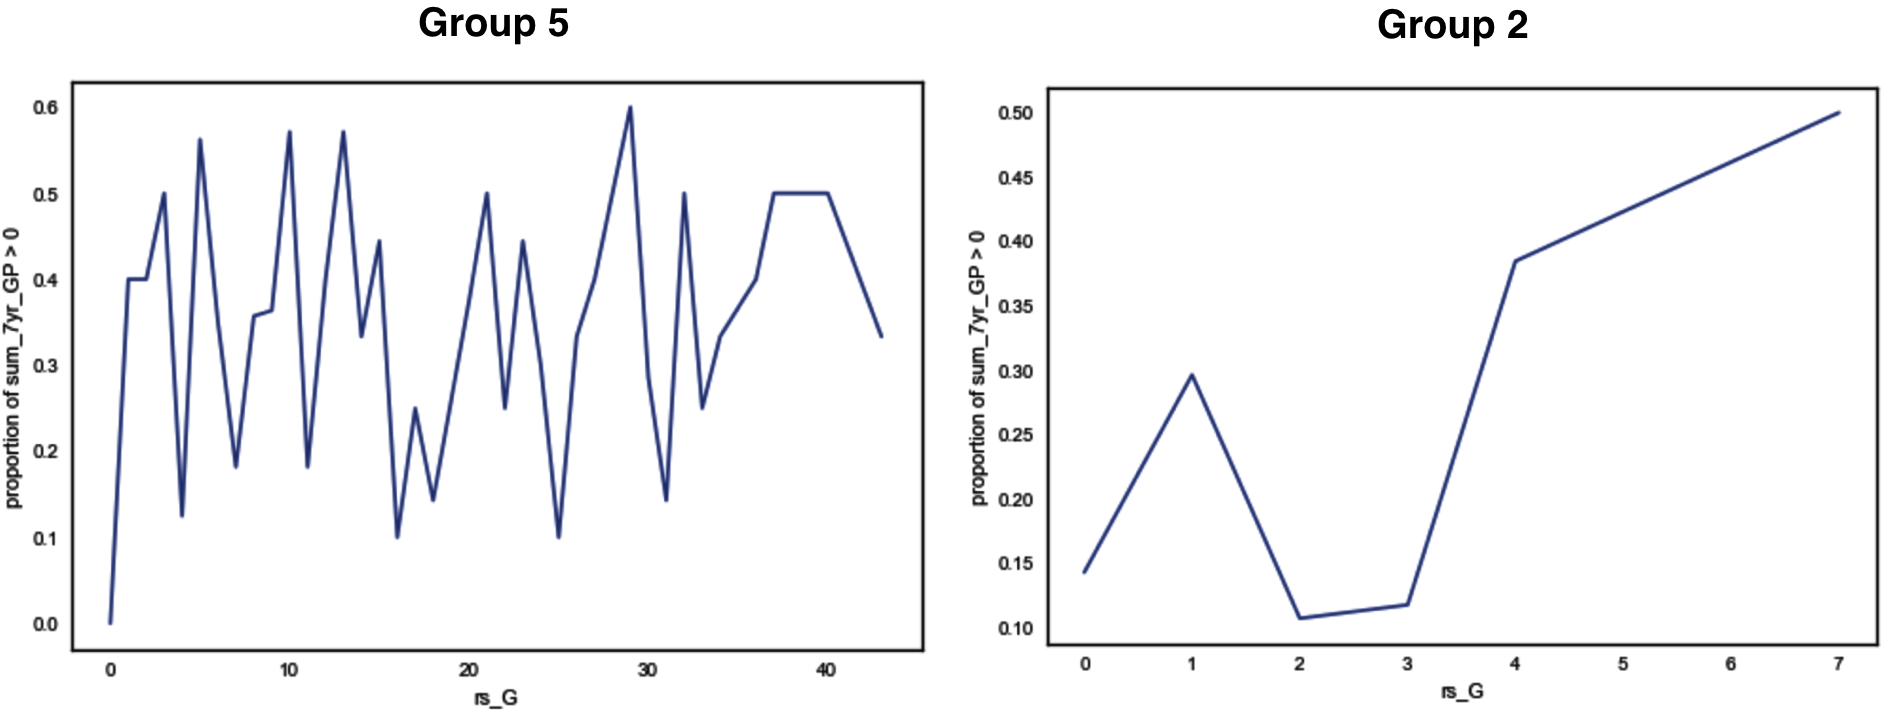 Group 5
proportion of sum_7yr_GP > 0
0.6
0.5
0.4
0.3
0.2
0.1
0.0
0 10 20 30 40
rs_G
Group 2
proportion of sum_7yr_GP > 0
0.50
0.45
0.40
0.35
0.30
0.25
0.20
0.15
0.10
0 1 2 3 4 5 6 7
rs_G